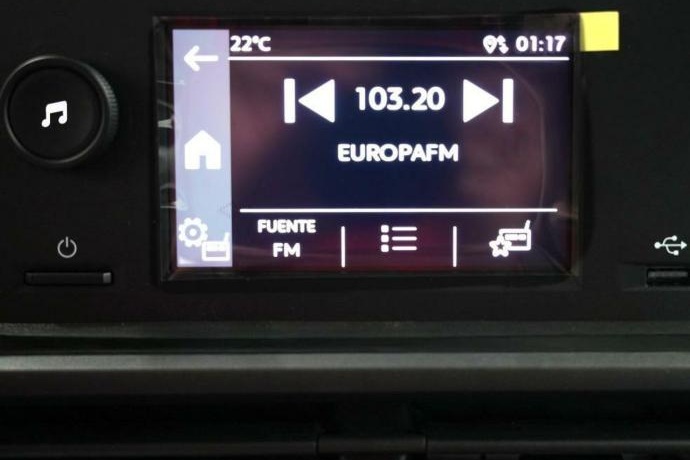 22°C
01:17
103.20
EUROPAFM
FUENTE
FM